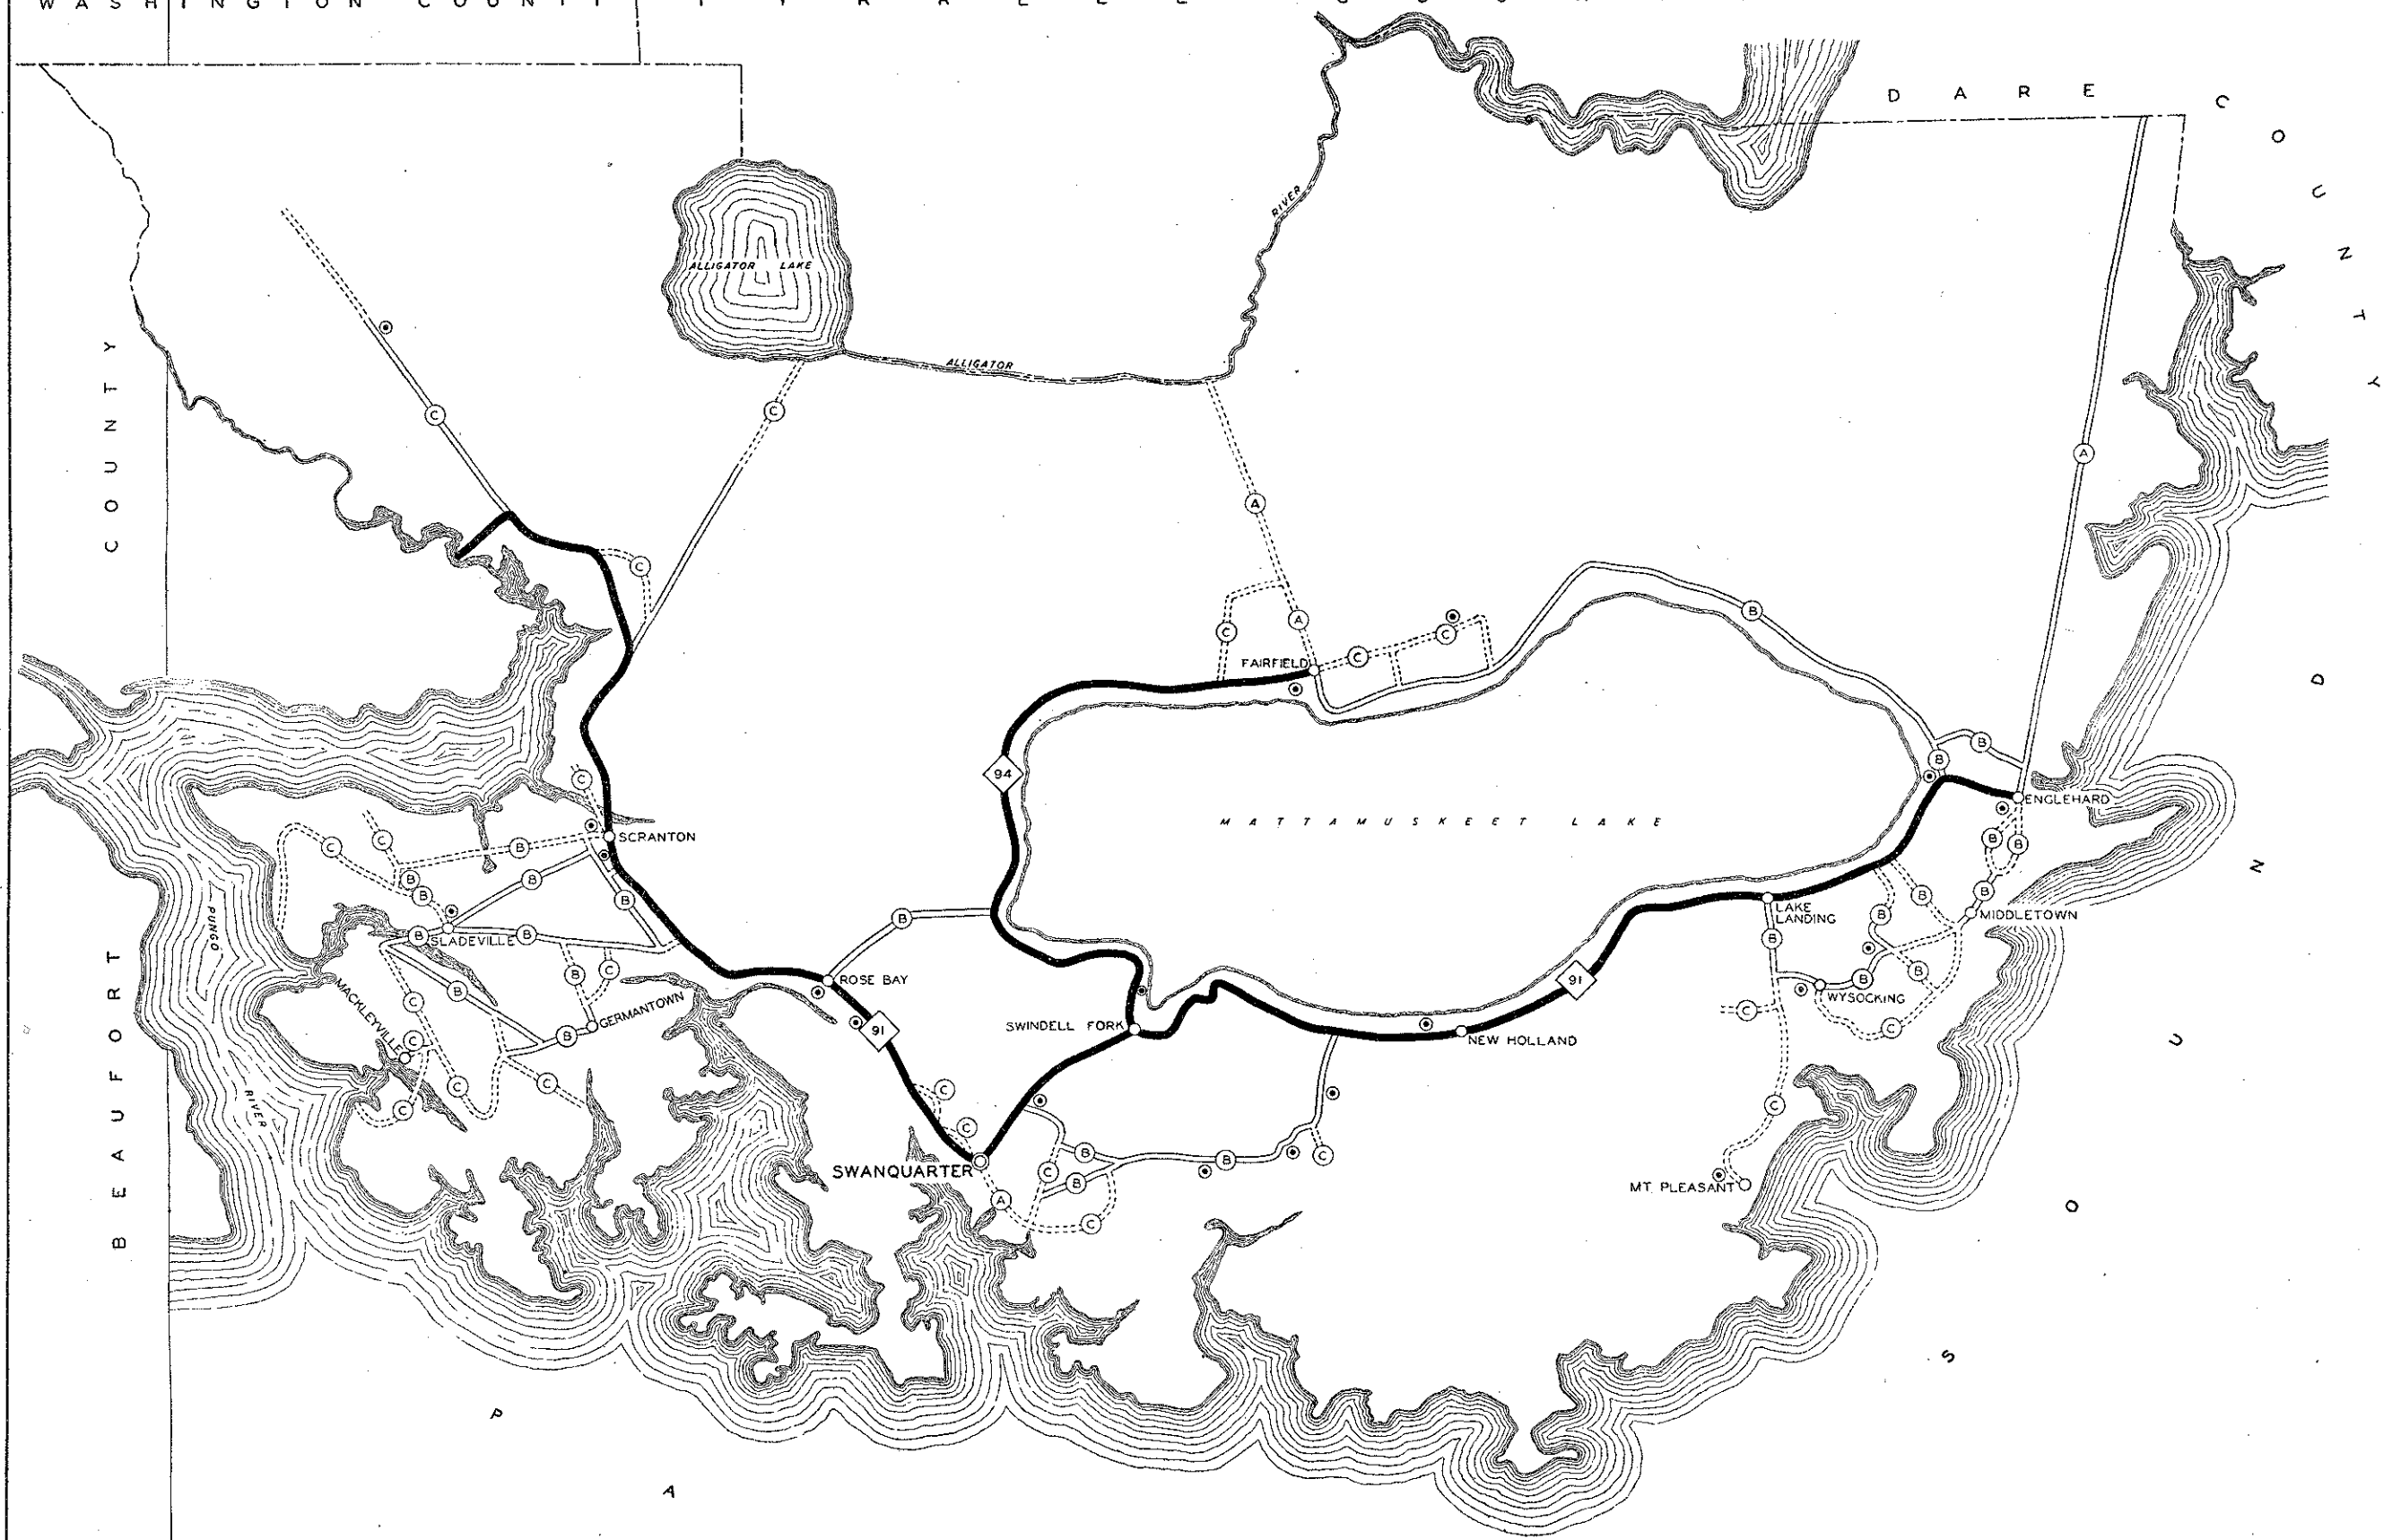 WASHINGTON COUNTY
DARE COUNTY
RIVER
ALLIGATOR LAKE
COUNTY
ALLIGATOR
C
C
A
A
C
B
C
A
C
C
FAIRFIELD
B
B
94
C
ENGLEHARD
MATTAMUSKEET LAKE
SCRANTON
C
C
B
B
B
B
B
B
B
B
LAKE
LANDING
B
B
B
MIDDLETOWN
PUNGO
B
SLADEVILLE
B
B
B
C
ROSE BAY
91
B
B
MACKLEYVILLE
C
B
GERMANTOWN
WYSOCKING
C
C
SWINDELL FORK
91
NEW HOLLAND
C
B
C
C
C
C
C
C
RIVER
C
B
B
C
SWANQUARTER
C
B
MT. PLEASANT
A
C
BEAUFORT
PA
SOUND